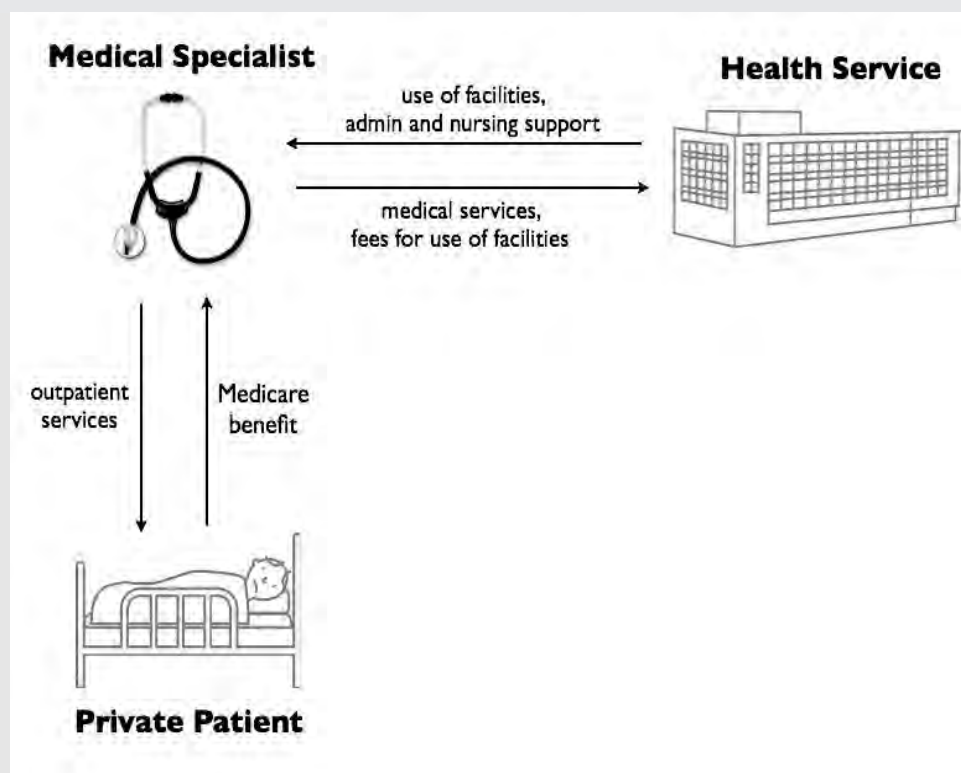 Medical Specialist
Health Service
use of facilities,
admin and nursing support
medical services,
fees for use of facilities
outpatient
services
Medicare
benefit
Private Patient